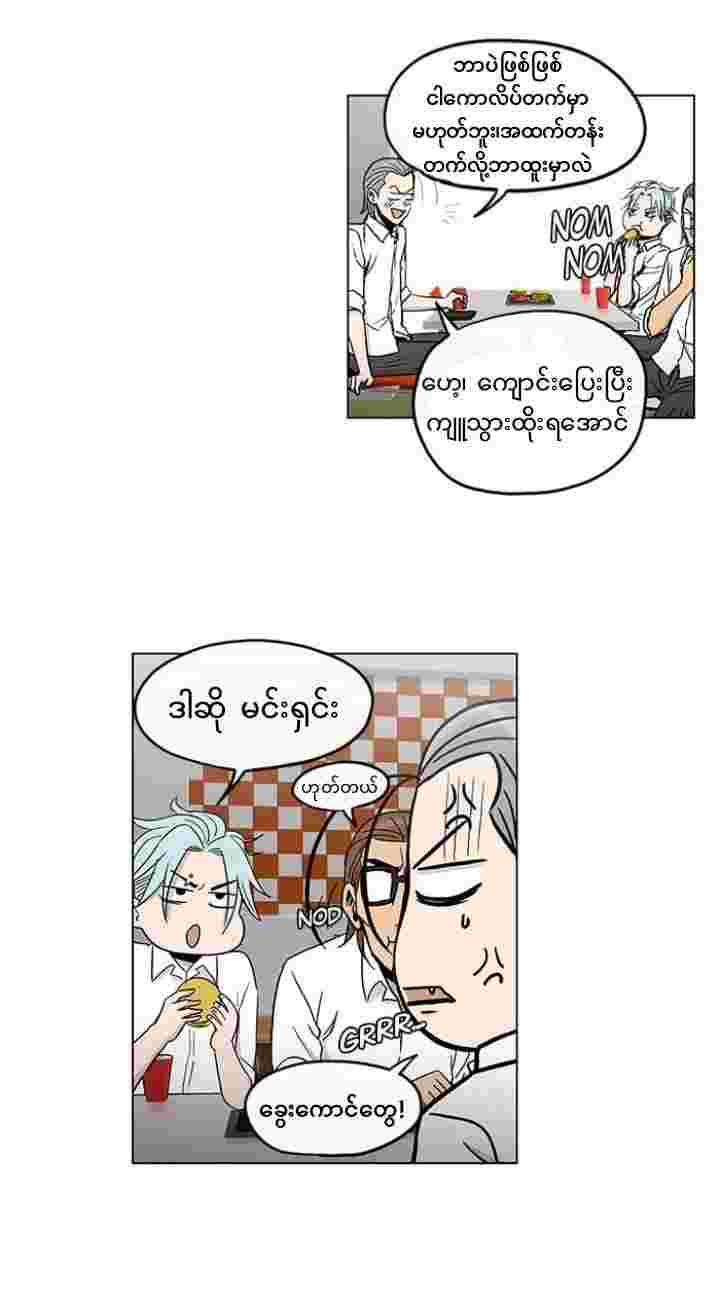 ဘာပဲဖြစ်ဖြစ်
ငါကောလိပ်တက်မှာ
မဟုတ်ဘူး၊အထက်တန်း
တက်လို့ဘာထူးမှာလဲ
NOM
NOM
ဟေ့၊ ကျောင်းပြေးပြီး
ကျူသွားထိုးရအောင်
ဒါဆို မင်းရှင်း
ဟုတ်တယ်
NOD
GRRR_
ခွေးကောင်တွေ!